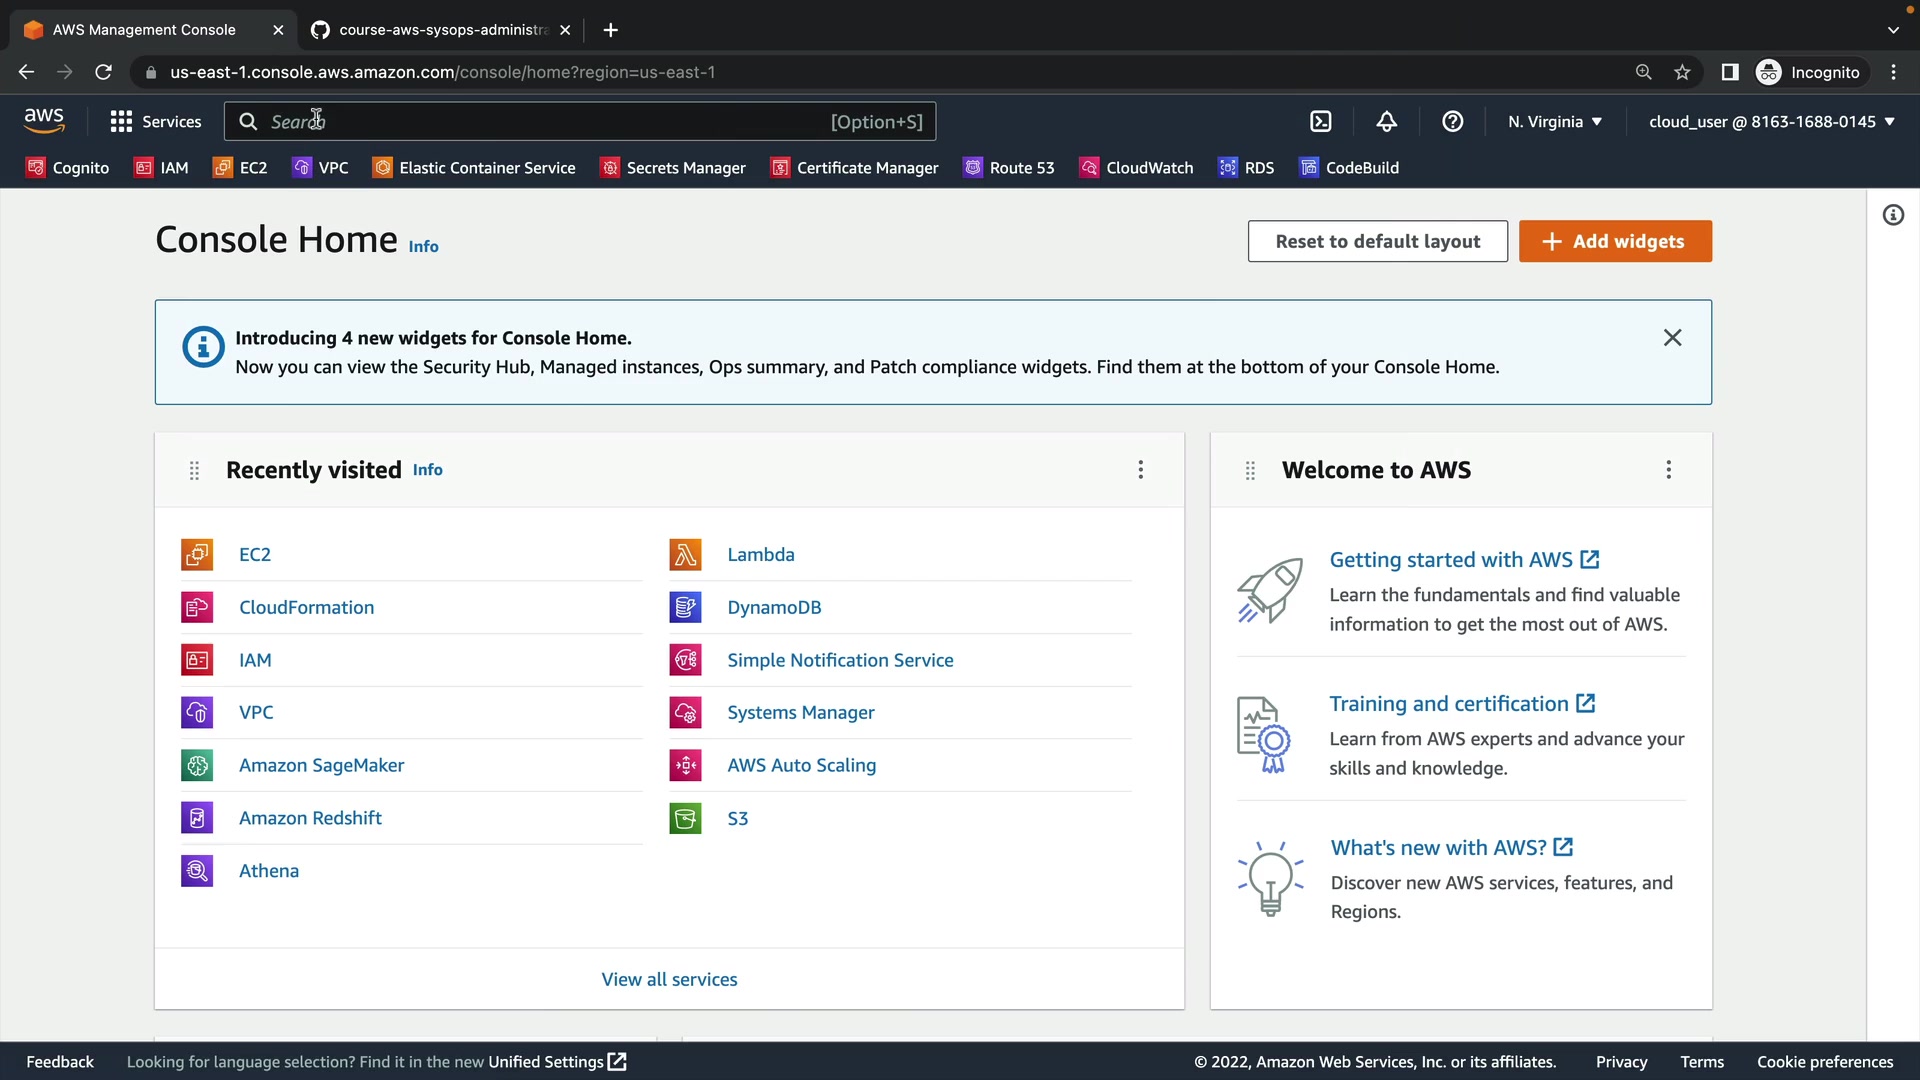 AWS Management Console
course-aws-sysops-administra
us-east-1.console.aws.amazon.com/console/home?region=us-east-1
Incognito
aws
Services
Search
[Option+S]
N. Virginia
cloud_user @ 8163-1688-0145
Cognito
IAM
EC2
VPC
Elastic Container Service
Secrets Manager
Certificate Manager
Route 53
CloudWatch
RDS
CodeBuild
Console Home Info
Reset to default layout
Add widgets
Introducing 4 new widgets for Console Home.
Now you can view the Security Hub, Managed instances, Ops summary, and Patch compliance widgets. Find them at the bottom of your Console Home.
Recently visited Info
EC2
CloudFormation
IAM
VPC
Amazon SageMaker
Amazon Redshift
Athena
Lambda
DynamoDB
Simple Notification Service
Systems Manager
AWS Auto Scaling
S3
View all services
Welcome to AWS
Getting started with AWS
Learn the fundamentals and find valuable
information to get the most out of AWS.
Training and certification
Learn from AWS experts and advance your
skills and knowledge.
What's new with AWS?
Discover new AWS services, features, and
Regions.
Feedback
Looking for language selection? Find it in the new Unified Settings
© 2022, Amazon Web Services, Inc. or its affiliates.
Privacy
Terms
Cookie preferences